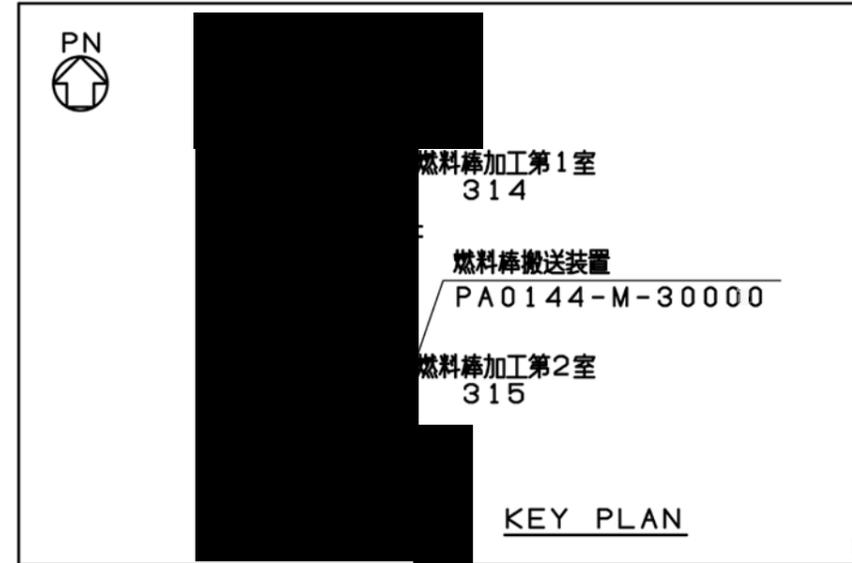 PN
燃料棒加工第1室
314
燃料棒搬送装置
PA0144-M-30000
燃料棒加工第2室
315
KEY PLAN